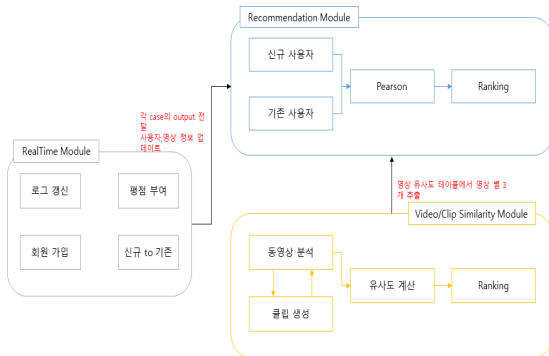 Recommendation Module
신규 사용자
기존 사용자
Pearson
Ranking
각 case의 output 전
달
사용자,영상 정보 업
데이트
RealTime Module
로그 갱신
평점 부여
회원 가입
신규 to 기존
영상 유사도 테이블에서 영상 별 3
개 추출
Video/Clip Similarity Module
동영상 분석
클립 생성
유사도 계산
Ranking